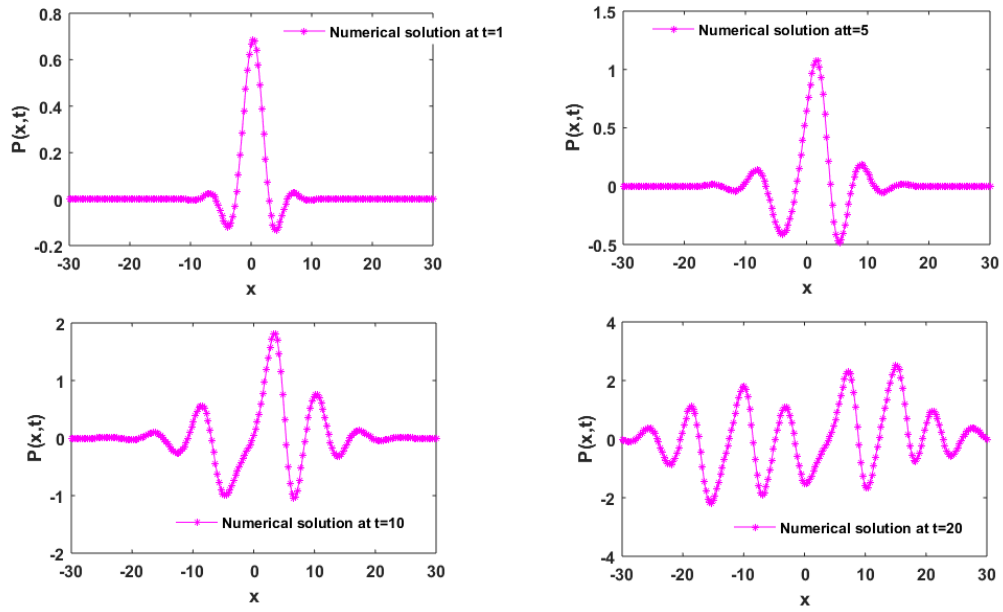 0.8
0.6
0.4
0.2
0
-0.2
P(x,t)
Numerical solution at t=1
-30 -20 -10 0 10 20 30
x
1.5
1
0.5
0
-0.5
P(x,t)
Numerical solution att=5
-30 -20 -10 0 10 20 30
x
2
1
0
-1
-2
P(x,t)
Numerical solution at t=10
-30 -20 -10 0 10 20 30
x
4
2
0
-2
-4
P(x,t)
Numerical solution at t=20
-30 -20 -10 0 10 20 30
x